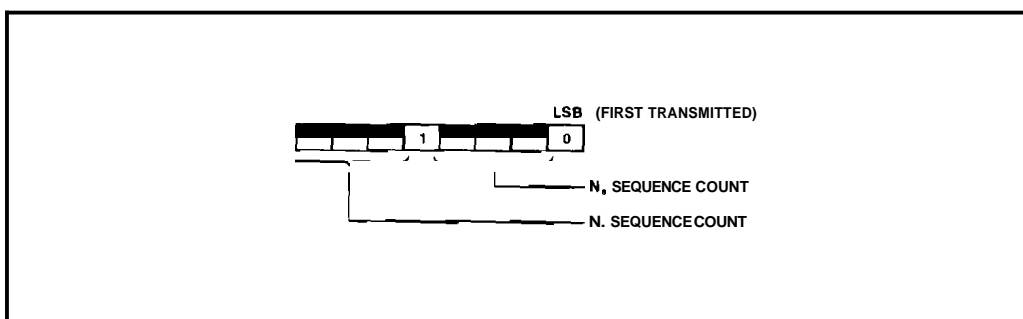 LSB (FIRST TRANSMITTED)
1 0
N, SEQUENCE COUNT
N. SEQUENCE COUNT